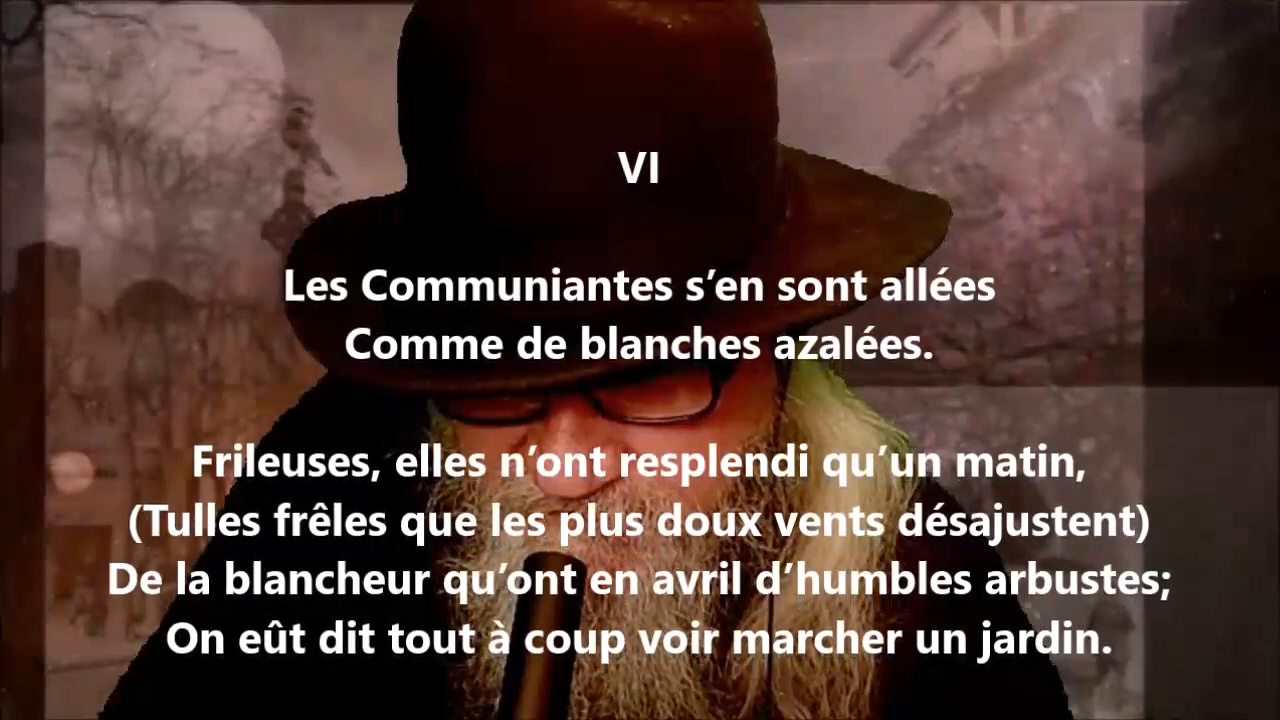 VI
Les Communiantes s’en sont allées
Comme de blanches azalées.
Frileuses, elles n’ont resplendi qu’un matin,
(Tulles frêles que les plus doux vents désajustent)
De la blancheur qu’ont en avril d’humbles arbustes;
On eût dit tout à coup voir marcher un jardin.